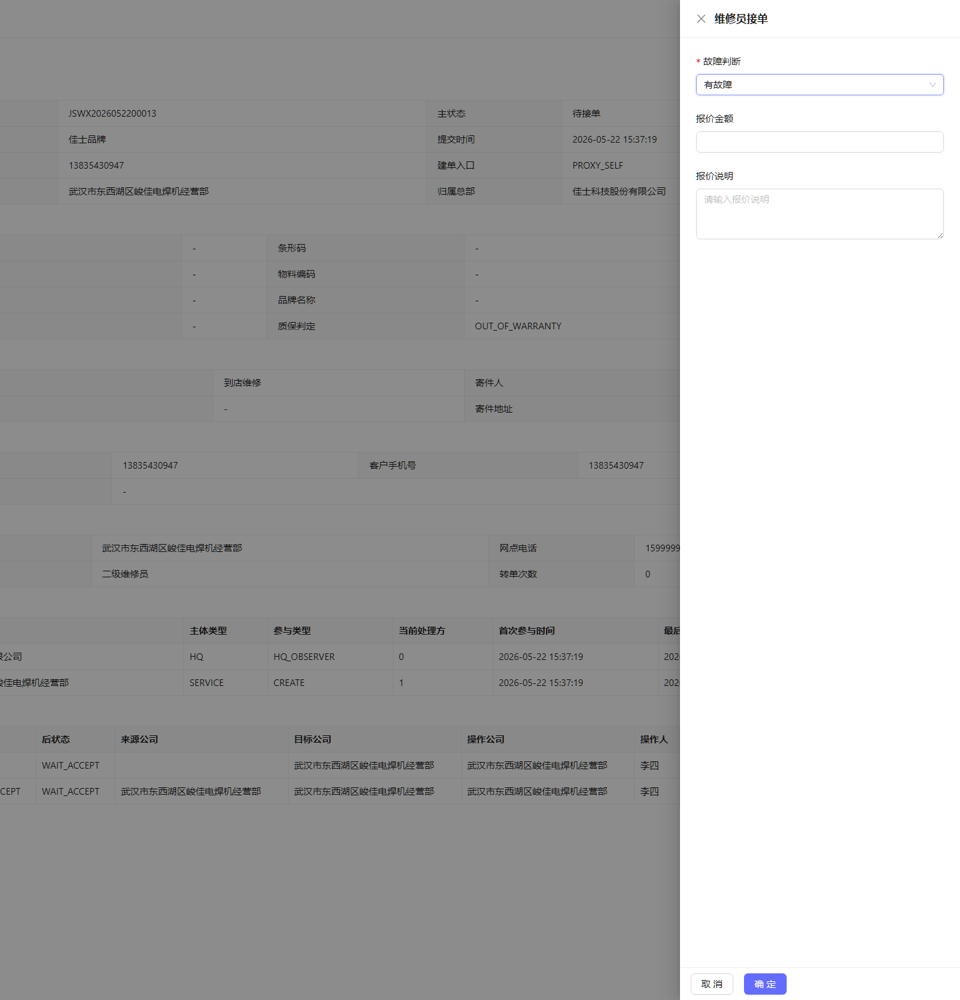 维修员接单
* 故障判断
有故障
报价金额
报价说明
请输入报价说明
JSWX2026052200013 主状态 待接单
佳士品牌 提交时间 2026-05-22 15:37:19
13835430947 建单入口 PROXY_SELF
武汉市东西湖区峻佳电焊机经营部 归属总部 佳士科技股份有限公司
- 条形码 -
- 物料编码 -
- 品牌名称 -
- 质保判定 OUT_OF_WARRANTY
到店维修 寄件人
- 寄件地址
13835430947 客户手机号 13835430947
-
武汉市东西湖区峻佳电焊机经营部 网点电话 1599999
二级维修员 转单次数 0
主体类型 参与类型 当前处理方 首次参与时间 最后
限公司 HQ HQ_OBSERVER 0 2026-05-22 15:37:19 202
峻佳电焊机经营部 SERVICE CREATE 1 2026-05-22 15:37:19 202
后状态 来源公司 目标公司 操作公司 操作人
WAIT_ACCEPT 武汉市东西湖区峻佳电焊机经营部 武汉市东西湖区峻佳电焊机经营部 李四
CEPT WAIT_ACCEPT 武汉市东西湖区峻佳电焊机经营部 武汉市东西湖区峻佳电焊机经营部 武汉市东西湖区峻佳电焊机经营部 李四
取 消 确 定